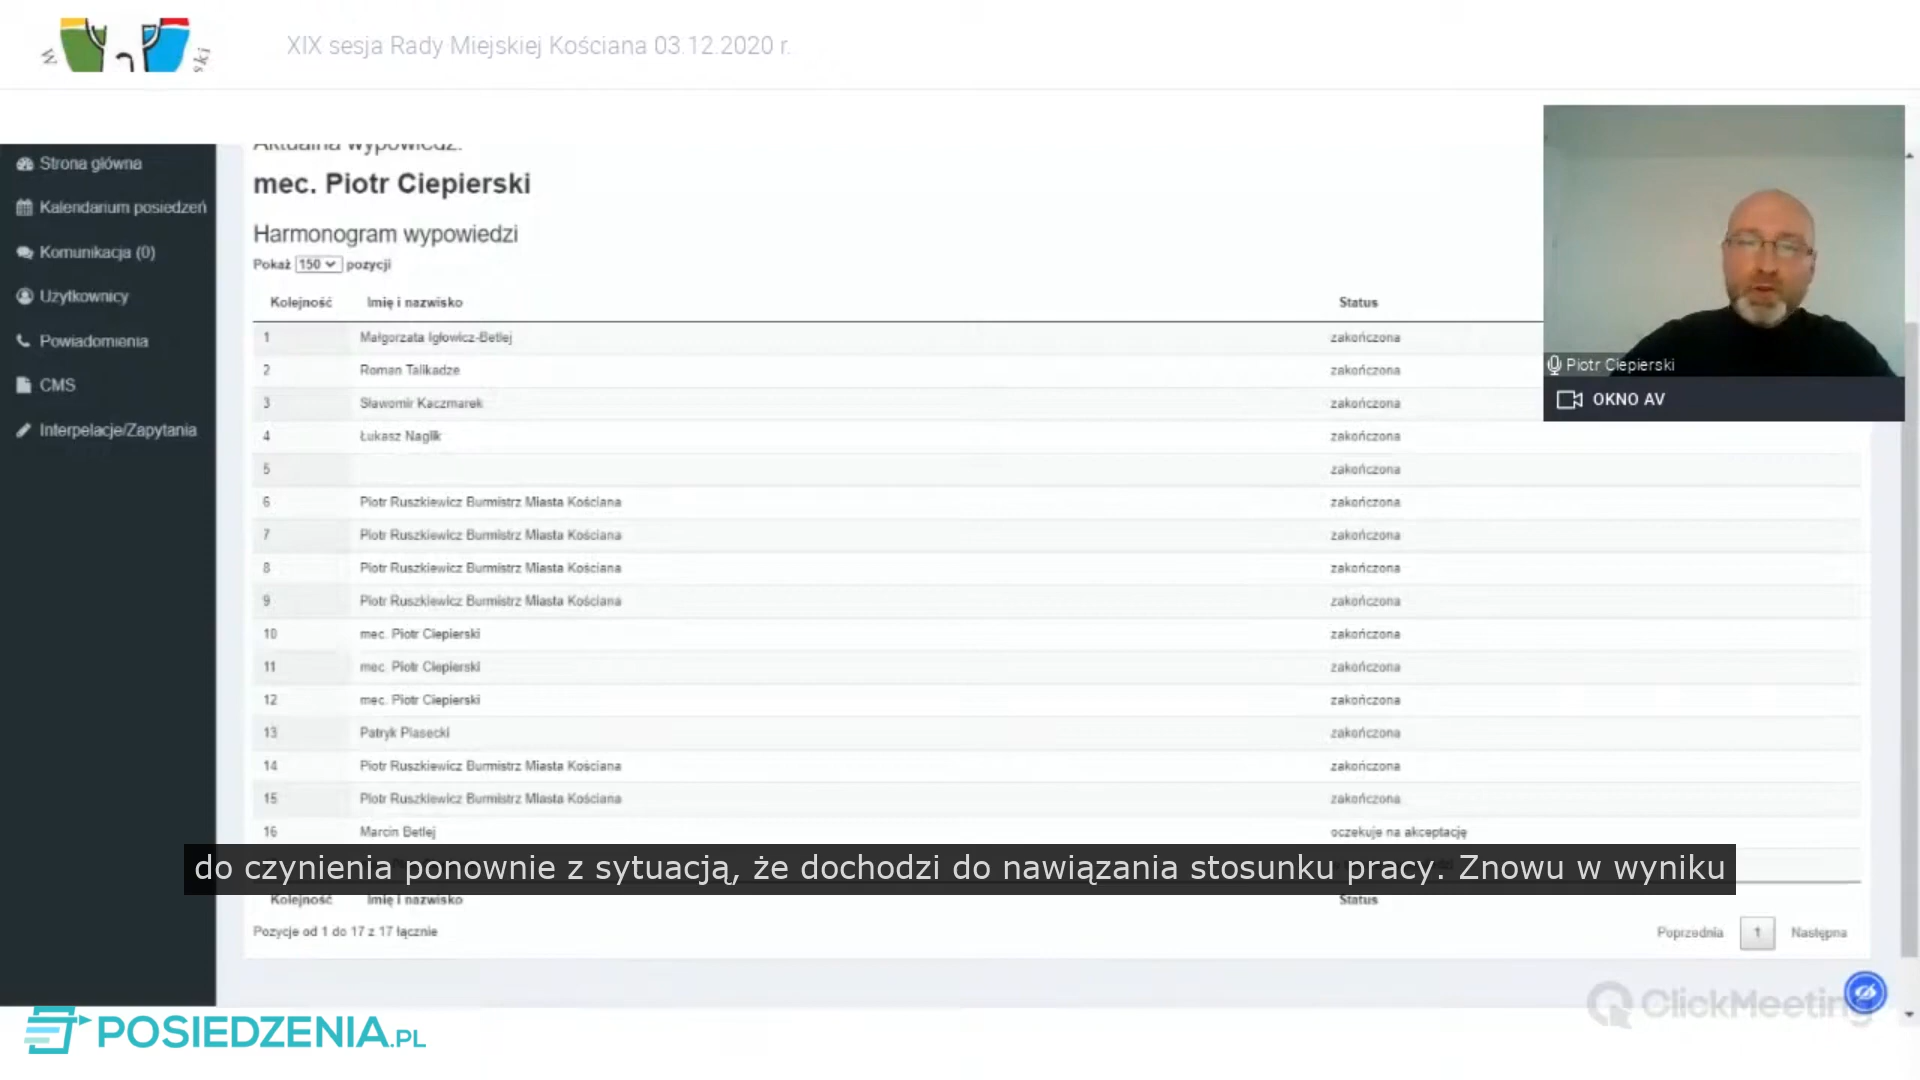 XIX sesja Rady Miejskiej Kościana 03.12.2020 r.
Aktualna wypowiedź:
mec. Piotr Ciepierski
Harmonogram wypowiedzi
Pokaż 150 pozycji
Strona główna
Kalendarium posiedzeń
Komunikacja (0)
Użytkownicy
Powiadomienia
CMS
Interpelacje/Zapytania
Kolejność Imię i nazwisko Status
1 Małgorzata Igłowicz-Betlej zakończona
2 Roman Talikadze zakończona
3 Sławomir Kaczmarek zakończona
4 Łukasz Naglik zakończona
5 zakończona
6 Piotr Ruszkiewicz Burmistrz Miasta Kościana zakończona
7 Piotr Ruszkiewicz Burmistrz Miasta Kościana zakończona
8 Piotr Ruszkiewicz Burmistrz Miasta Kościana zakończona
9 Piotr Ruszkiewicz Burmistrz Miasta Kościana zakończona
10 mec. Piotr Ciepierski zakończona
11 mec. Piotr Ciepierski zakończona
12 mec. Piotr Ciepierski zakończona
13 Patryk Piasecki zakończona
14 Piotr Ruszkiewicz Burmistrz Miasta Kościana zakończona
15 Piotr Ruszkiewicz Burmistrz Miasta Kościana zakończona
16 Marcin Betlej oczekuje na akceptację
Kolejność Imię i nazwisko Status
Pozycje od 1 do 17 z 17 łącznie
Poprzednia 1 Następna
Piotr Ciepierski
OKNO AV
do czynienia ponownie z sytuacją, że dochodzi do nawiązania stosunku pracy. Znowu w wyniku
ClickMeeting
POSIEDZENIA.PL